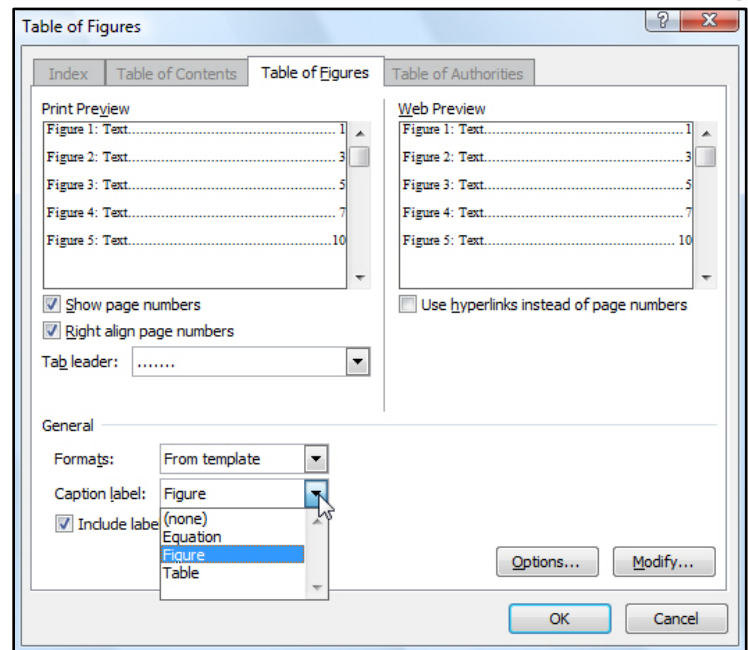 Table of Figures
Index Table of Contents Table of Figures Table of Authorities
Print Preview
Figure 1: Text........................................................ 1
Figure 2: Text........................................................ 3
Figure 3: Text........................................................ 5
Figure 4: Text........................................................ 7
Figure 5: Text........................................................10
Show page numbers
Right align page numbers
Tab leader: .......
Web Preview
Figure 1: Text........................................................ 1
Figure 2: Text........................................................ 3
Figure 3: Text........................................................ 5
Figure 4: Text........................................................ 7
Figure 5: Text........................................................ 10
Use hyperlinks instead of page numbers
General
Formats: From template
Caption label: Figure
Include labe
(none)
Equation
Figure
Table
Options... Modify...
OK Cancel